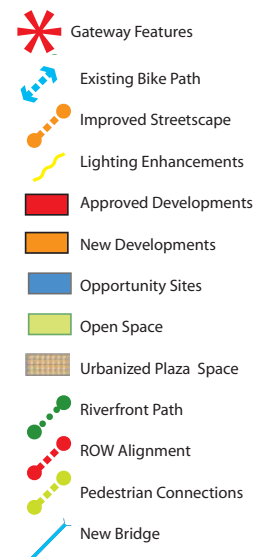 Gateway Features
Existing Bike Path
Improved Streetscape
Lighting Enhancements
Approved Developments
New Developments
Opportunity Sites
Open Space
Urbanized Plaza Space
Riverfront Path
ROW Alignment
Pedestrian Connections
New Bridge